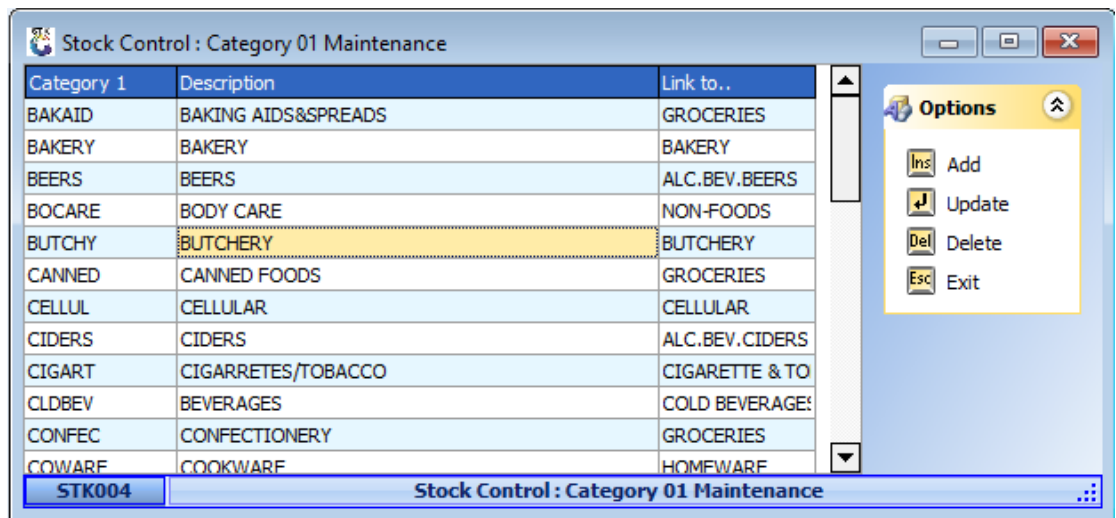 Stock Control : Category 01 Maintenance
Category 1 Description Link to..
BAKAID BAKING AIDS&SPREADS GROCERIES
BAKERY BAKERY BAKERY
BEERS BEERS ALC.BEV.BEERS
BOCARE BODY CARE NON-FOODS
BUTCHY BUTCHERY BUTCHERY
CANNED CANNED FOODS GROCERIES
CELLUL CELLULAR CELLULAR
CIDERS CIDERS ALC.BEV.CIDERS
CIGART CIGARRETES/TOBACCO CIGARETTE & TO
CLDBEV BEVERAGES COLD BEVERAGES
CONFEC CONFECTIONERY GROCERIES
COWARE COOKWARE HOMEWARE
Options
Ins Add
Update
Del Delete
Esc Exit
STK004 Stock Control : Category 01 Maintenance